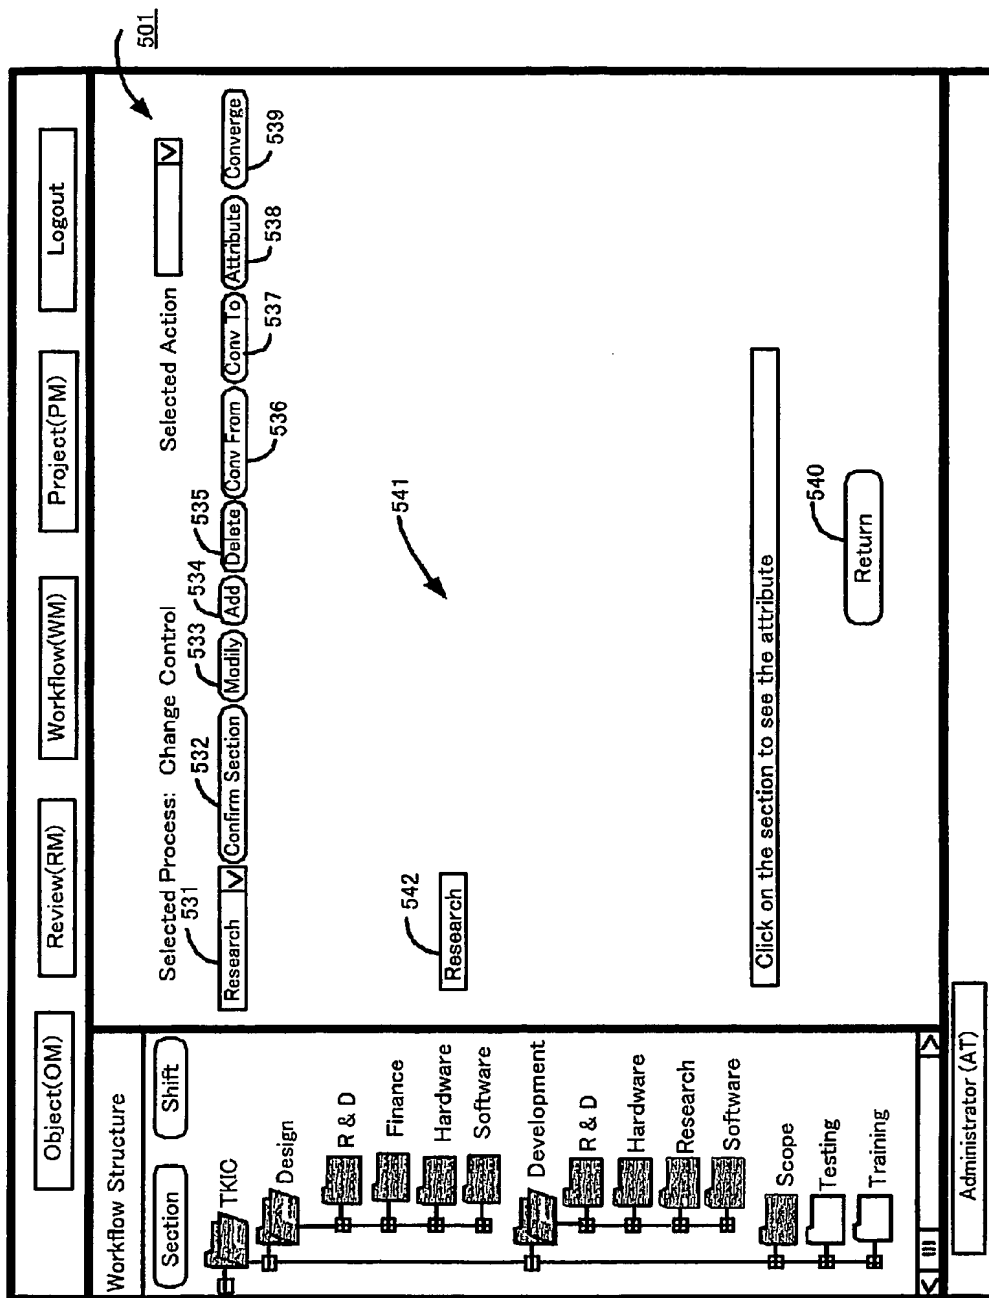 501
Object(OM) Review(RM) Workflow(WM) Project(PM) Logout
Workflow Structure
Section Shift
TKIC
Design
R & D
Finance
Hardware
Software
Development
R & D
Hardware
Research
Software
Scope
Testing
Training
Selected Process: Change Control Selected Action
531 532 533 534 535
Research Confirm Section Modify Add Delete Conv From Conv To Attribute Converge
536 537 538 539
542 541
Research
Click on the section to see the attribute
540
Return
Administrator (AT)